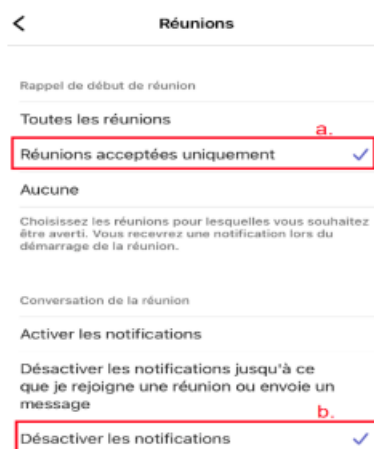 Réunions
Rappel de début de réunion
Toutes les réunions
a.
Réunions acceptées uniquement
Aucune
Choisissez les réunions pour lesquelles vous souhaitez
être averti. Vous recevrez une notification lors du
démarrage de la réunion.
Conversation de la réunion
Activer les notifications
Désactiver les notifications jusqu'à ce
que je rejoigne une réunion ou envoie un
message
b.
Désactiver les notifications